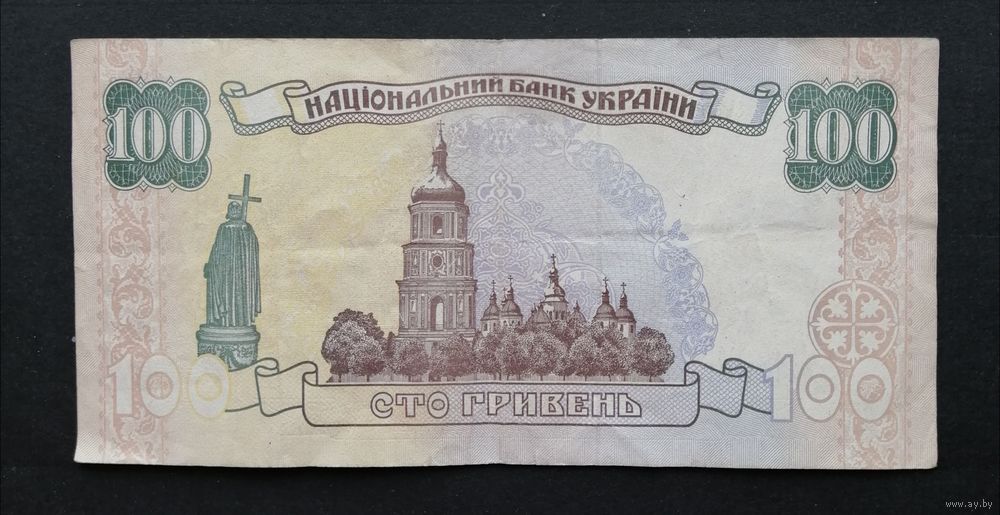 НАЦІОНАЛЬНИЙ БАНК УКРАЇНИ
100 100
100 100
СТО ГРИВЕНЬ
www.ay.by